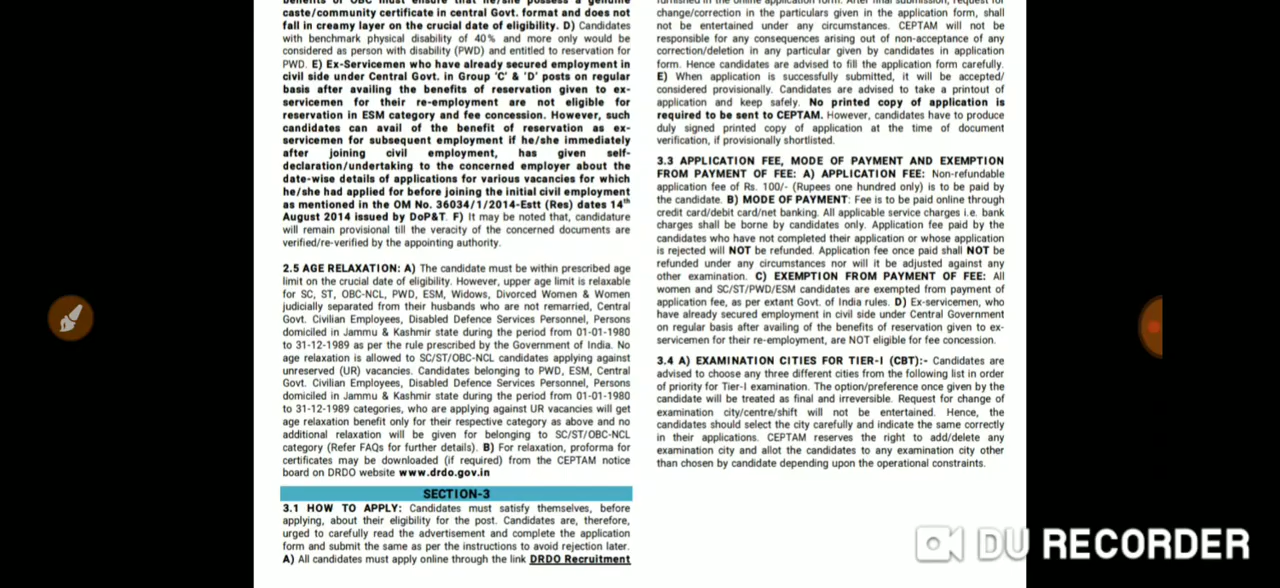 benefits of OBC must ensure that he/she possess a genuine
caste/community certificate in central Govt. format and does not
fall in creamy layer on the crucial date of eligibility. D) Candidates
with benchmark physical disability of 40% and more only would be
considered as person with disability (PWD) and entitled to reservation for
PWD. E) Ex-Servicemen who have already secured employment in
civil side under Central Govt. in Group 'C' & 'D' posts on regular
basis after availing the benefits of reservation given to ex-
servicemen for their re-employment are not eligible for
reservation in ESM category and fee concession. However, such
candidates can avail of the benefit of reservation as ex-
servicemen for subsequent employment if he/she immediately
after joining civil employment, has given self-
declaration/undertaking to the concerned employer about the
date-wise details of applications for various vacancies for which
he/she had applied for before joining the initial civil employment
as mentioned in the OM No. 36034/1/2014-Estt (Res) dates 14th
August 2014 issued by DoP&T. F) It may be noted that, candidature
will remain provisional till the veracity of the concerned documents are
verified/re-verified by the appointing authority.
2.5 AGE RELAXATION: A) The candidate must be within prescribed age
limit on the crucial date of eligibility. However, upper age limit is relaxable
for SC, ST, OBC-NCL, PWD, ESM, Widows, Divorced Women & Women
judicially separated from their husbands who are not remarried, Central
Govt. Civilian Employees, Disabled Defence Services Personnel, Persons
domiciled in Jammu & Kashmir state during the period from 01-01-1980
to 31-12-1989 as per the rule prescribed by the Government of India. No
age relaxation is allowed to SC/ST/OBC-NCL candidates applying against
unreserved (UR) vacancies. Candidates belonging to PWD, ESM, Central
Govt. Civilian Employees, Disabled Defence Services Personnel, Persons
domiciled in Jammu & Kashmir state during the period from 01-01-1980
to 31-12-1989 categories, who are applying against UR vacancies will get
age relaxation benefit only for their respective category as above and no
additional relaxation will be given for belonging to SC/ST/OBC-NCL
category (Refer FAQs for further details). B) For relaxation, proforma for
certificates may be downloaded (if required) from the CEPTAM notice
board on DRDO website www.drdo.gov.in
SECTION-3
3.1 HOW TO APPLY: Candidates must satisfy themselves, before
applying, about their eligibility for the post. Candidates are, therefore,
urged to carefully read the advertisement and complete the application
form and submit the same as per the instructions to avoid rejection later.
A) All candidates must apply online through the link DRDO Recruitment
furnished in the online application form. After final submission, request for
change/correction in the particulars given in the application form, shall
not be entertained under any circumstances. CEPTAM will not be
responsible for any consequences arising out of non-acceptance of any
correction/deletion in any particular given by candidates in application
form. Hence candidates are advised to fill the application form carefully.
E) When application is successfully submitted, it will be accepted/
considered provisionally. Candidates are advised to take a printout of
application and keep safely. No printed copy of application is
required to be sent to CEPTAM. However, candidates have to produce
duly signed printed copy of application at the time of document
verification, if provisionally shortlisted.
3.3 APPLICATION FEE, MODE OF PAYMENT AND EXEMPTION
FROM PAYMENT OF FEE: A) APPLICATION FEE: Non-refundable
application fee of Rs. 100/- (Rupees one hundred only) is to be paid by
the candidate. B) MODE OF PAYMENT: Fee is to be paid online through
credit card/debit card/net banking. All applicable service charges i.e. bank
charges shall be borne by candidates only. Application fee paid by the
candidates who have not completed their application or whose application
is rejected will NOT be refunded. Application fee once paid shall NOT be
refunded under any circumstances nor will it be adjusted against any
other examination. C) EXEMPTION FROM PAYMENT OF FEE: All
women and SC/ST/PWD/ESM candidates are exempted from payment of
application fee, as per extant Govt. of India rules. D) Ex-servicemen, who
have already secured employment in civil side under Central Government
on regular basis after availing of the benefits of reservation given to ex-
servicemen for their re-employment, are NOT eligible for fee concession.
3.4 A) EXAMINATION CITIES FOR TIER-I (CBT):- Candidates are
advised to choose any three different cities from the following list in order
of priority for Tier-I examination. The option/preference once given by the
candidate will be treated as final and irreversible. Request for change of
examination city/centre/shift will not be entertained. Hence, the
candidates should select the city carefully and indicate the same correctly
in their applications. CEPTAM reserves the right to add/delete any
examination city and allot the candidates to any examination city other
than chosen by candidate depending upon the operational constraints.
DU RECORDER